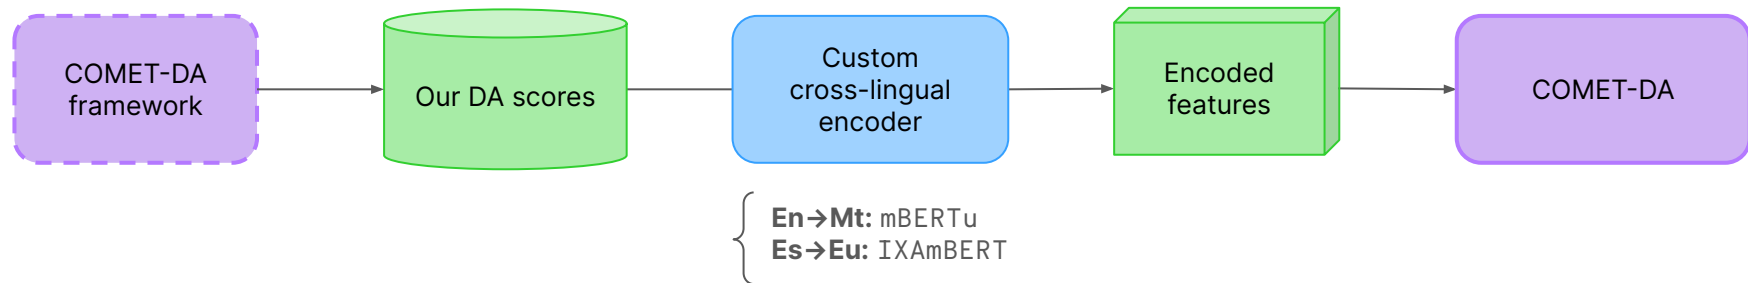 COMET-DA
framework
Our DA scores
Custom
cross-lingual
encoder
Encoded
features
COMET-DA
En→Mt: mBERTu
Es→Eu: IXAmBERT